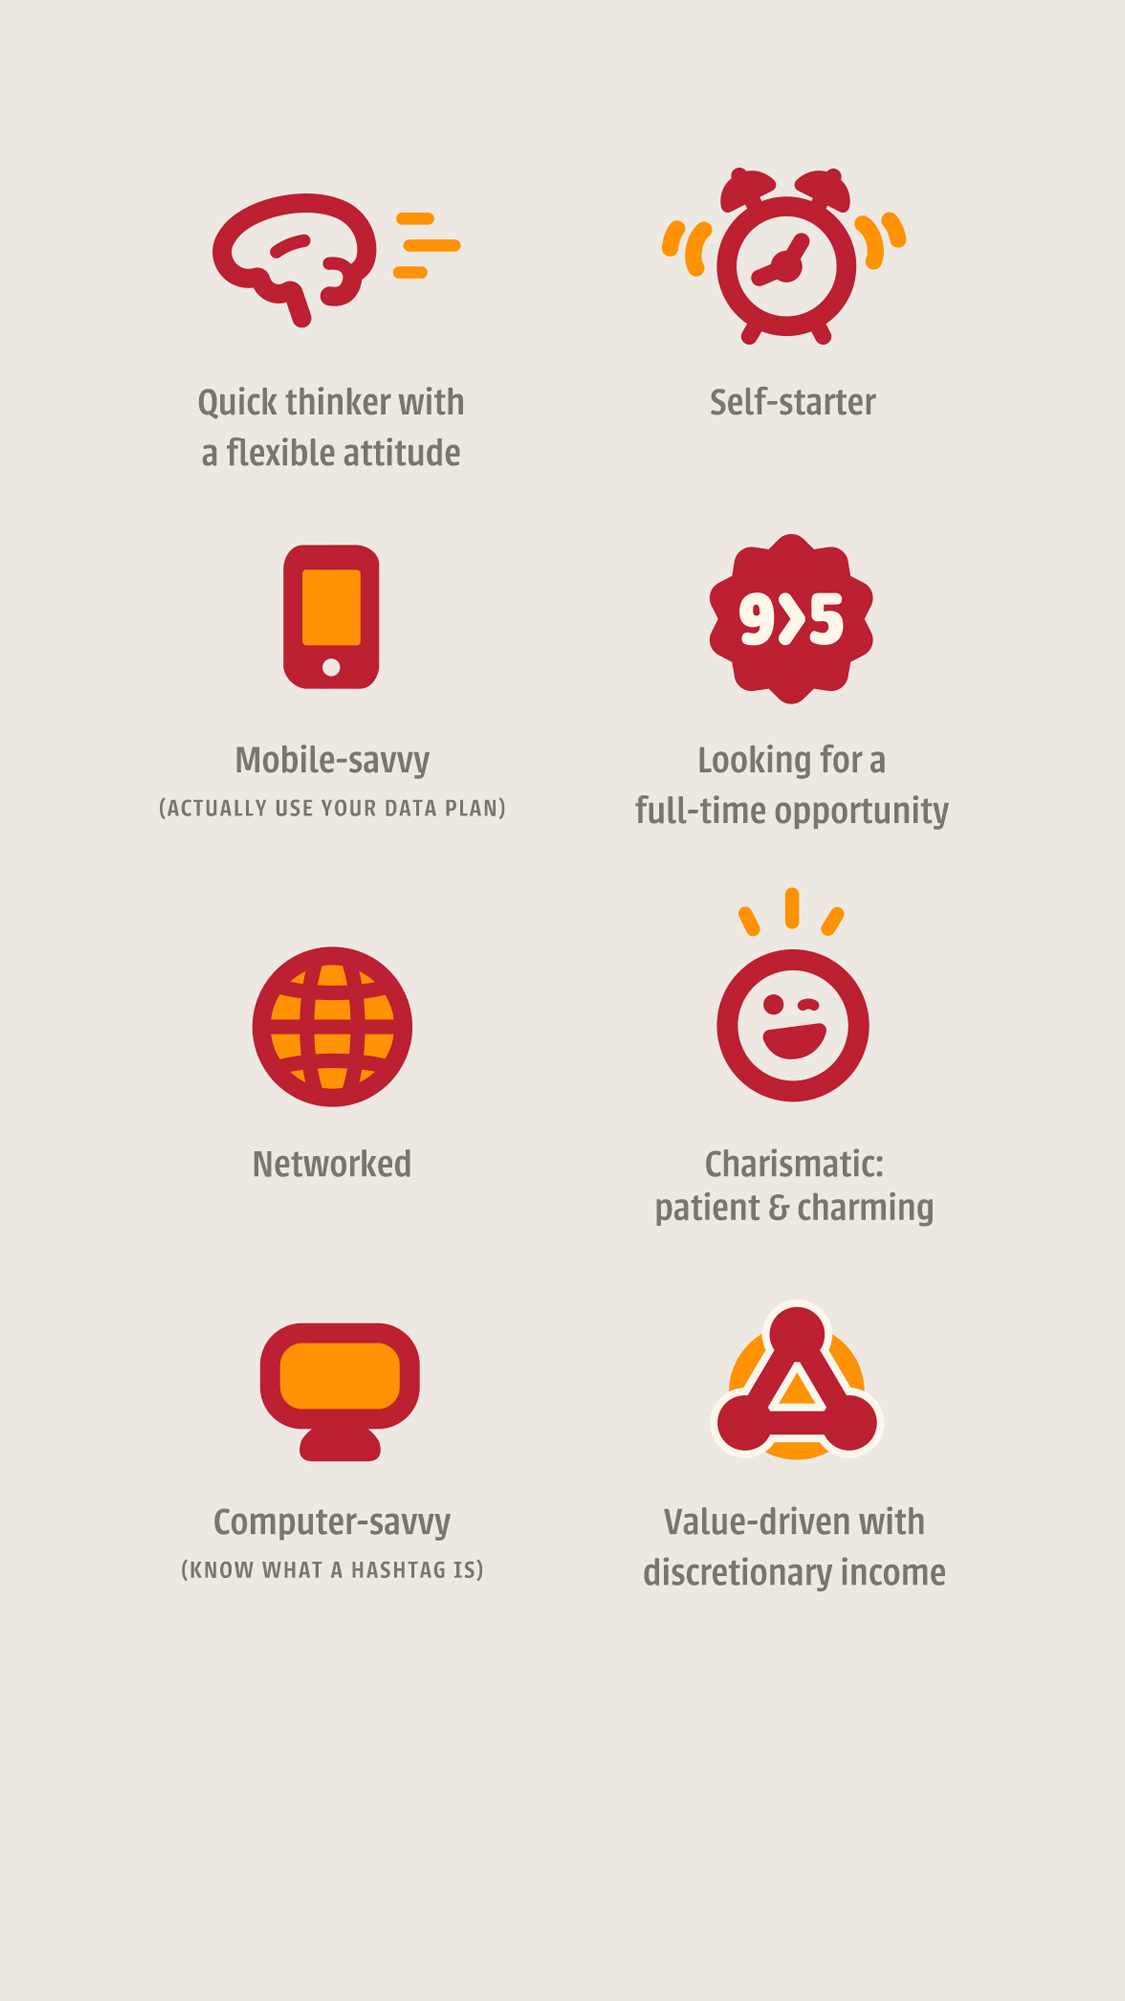 Quick thinker with
a flexible attitude
Self-starter
Mobile-savvy
(ACTUALLY USE YOUR DATA PLAN)
9>5
Looking for a
full-time opportunity
Networked
Charismatic:
patient & charming
Computer-savvy
(KNOW WHAT A HASHTAG IS)
Value-driven with
discretionary income